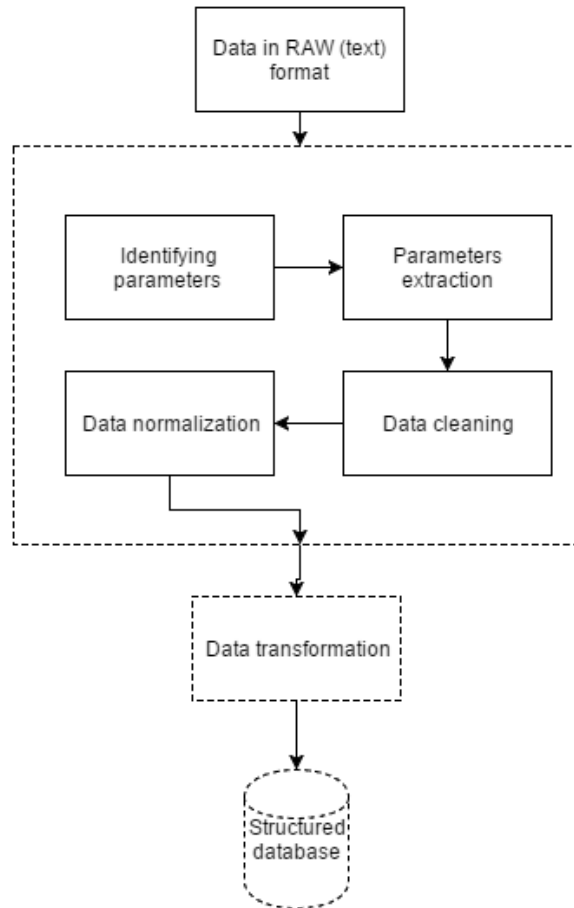 Data in RAW (text)
format
Identifying
parameters
Parameters
extraction
Data normalization
Data cleaning
Data transformation
Structured
database